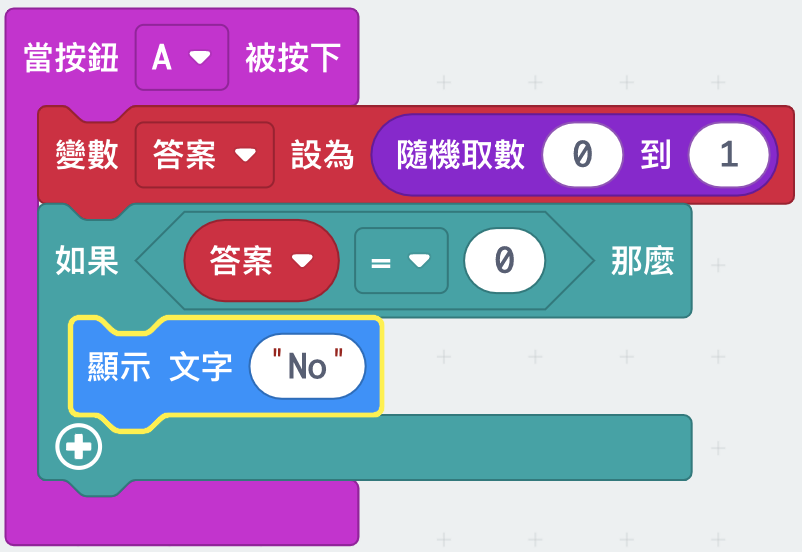 當按鈕 A 被按下
變數 答案 設為 隨機取數 0 到 1
如果 答案 = 0 那麼
顯示 文字 "No"